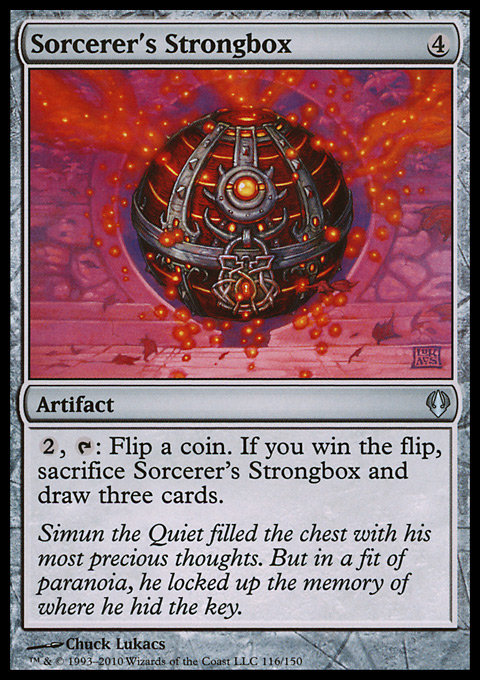 Sorcerer's Strongbox 4
Artifact
2, : Flip a coin. If you win the flip,
sacrifice Sorcerer's Strongbox and
draw three cards.
Simun the Quiet filled the chest with his
most precious thoughts. But in a fit of
paranoia, he locked up the memory of
where he hid the key.
Chuck Lukacs
™ & © 1993–2010 Wizards of the Coast LLC 116/150